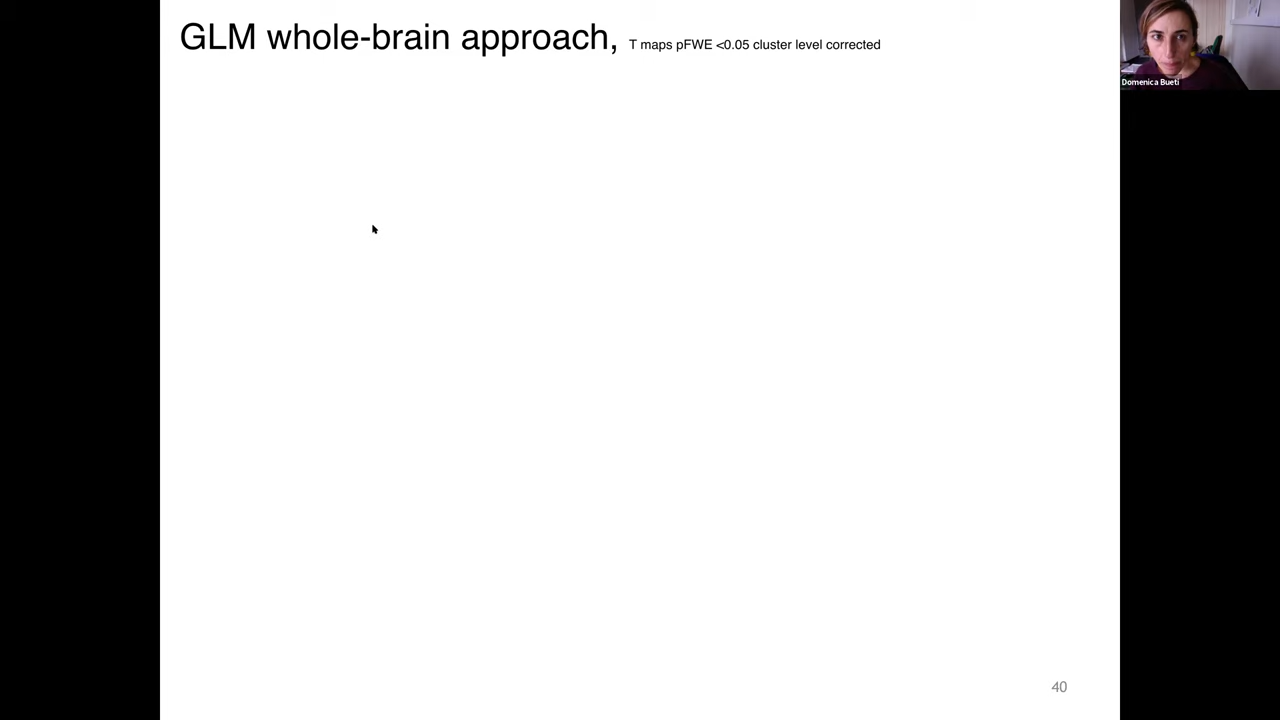 GLM whole-brain approach, T maps pFWE <0.05 cluster level corrected
Domenica Bueti
40